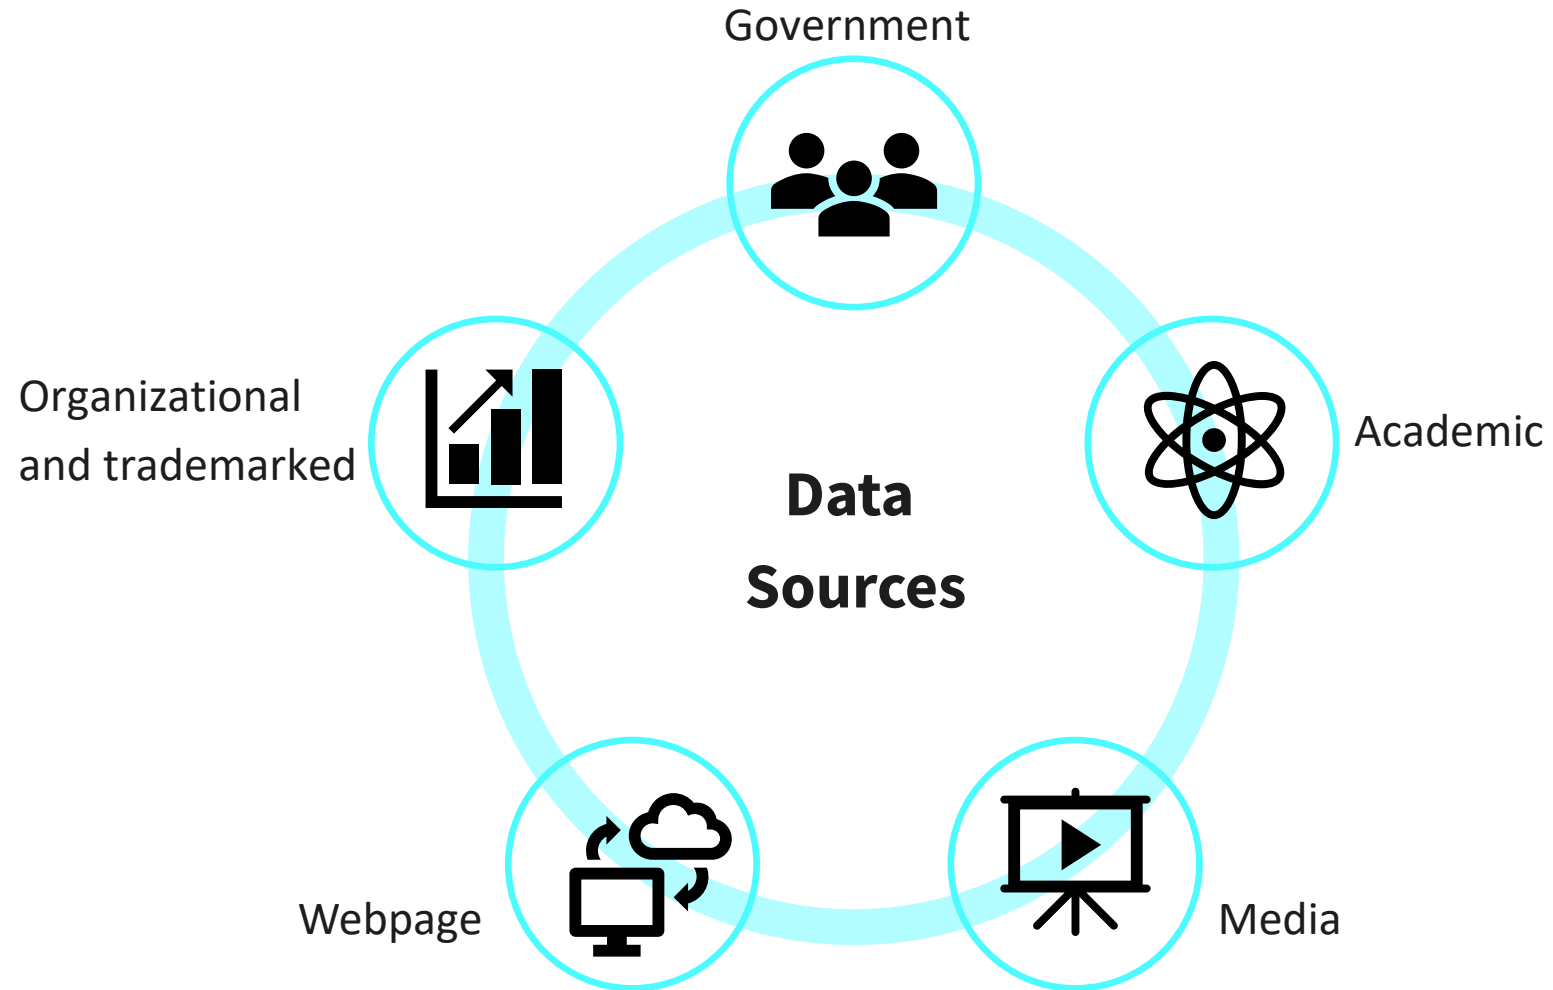 Government
Organizational
and trademarked
Academic
Data
Sources
Webpage
Media